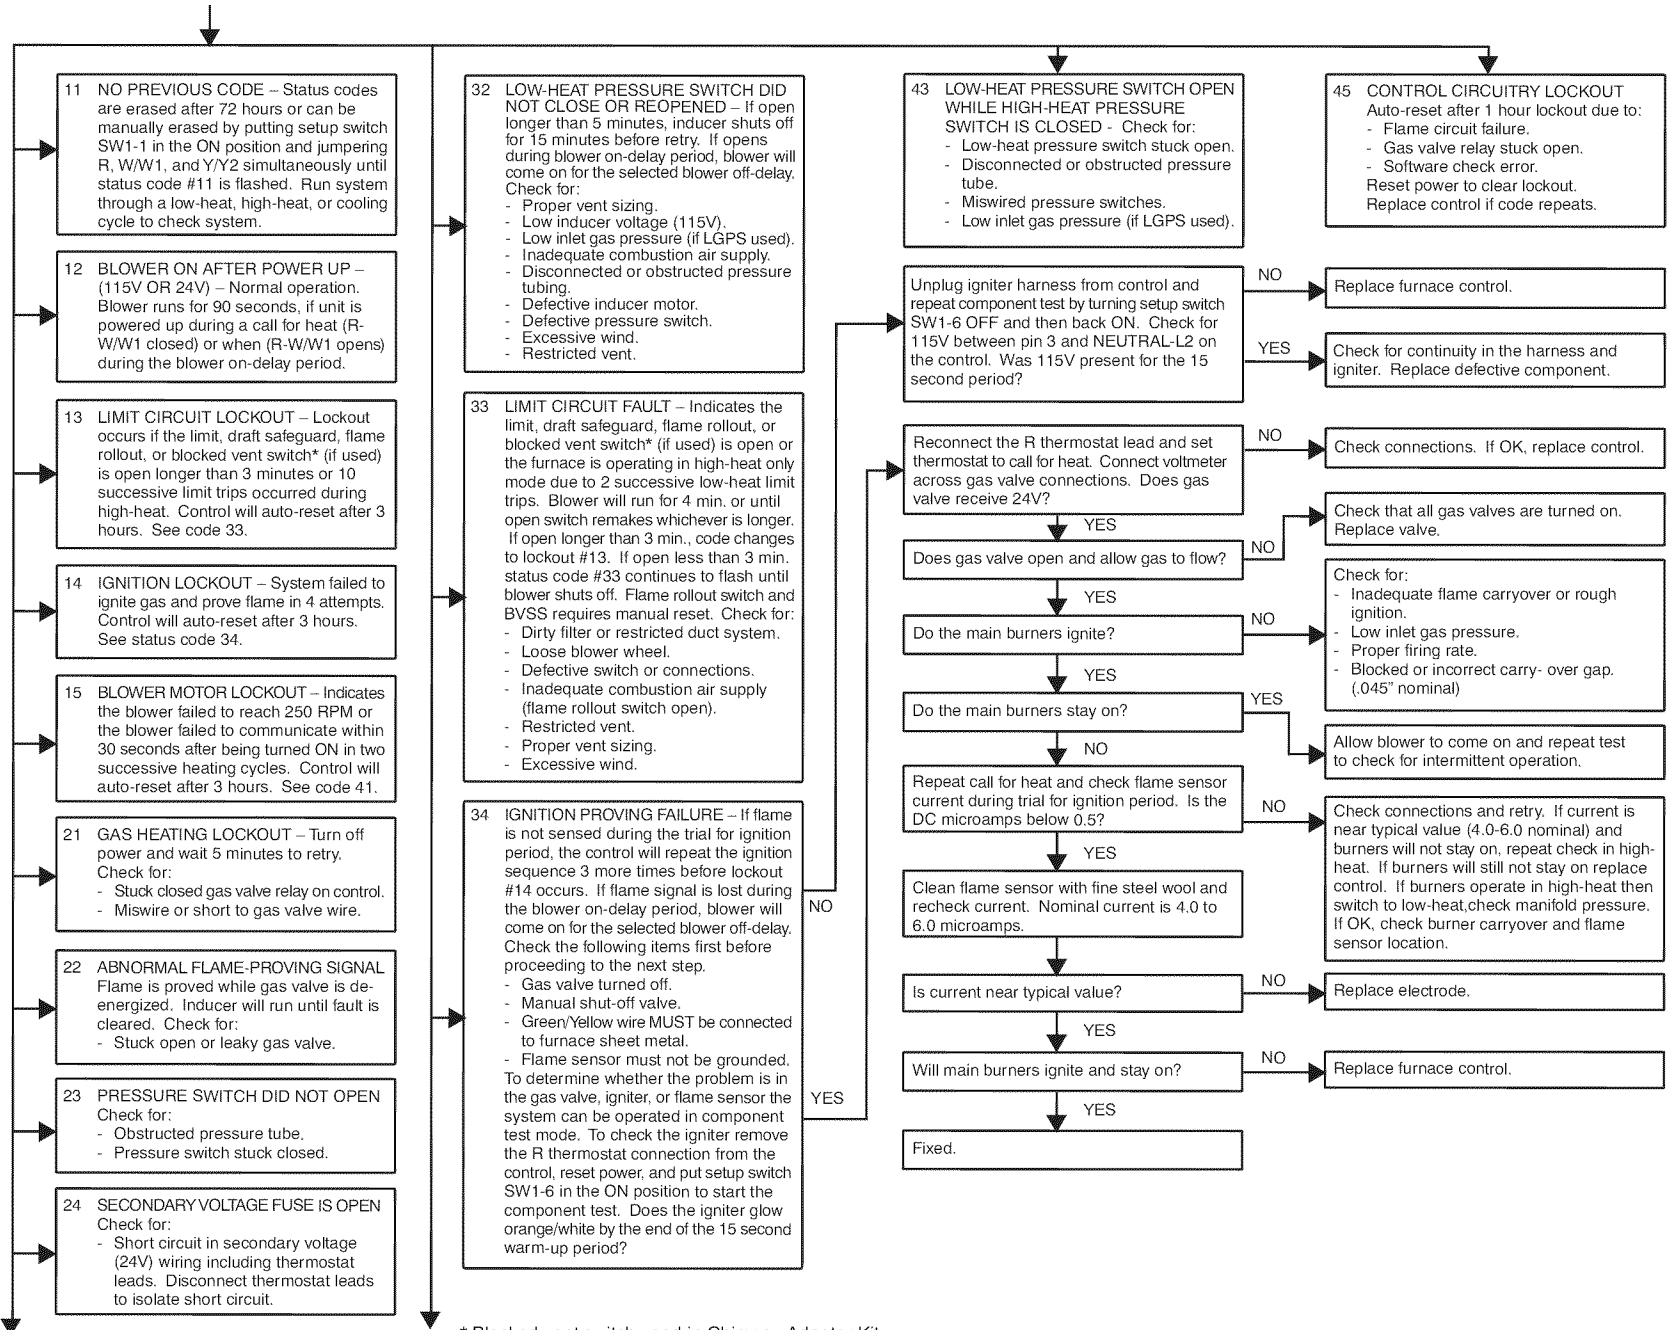 11 NO PREVIOUS CODE – Status codes
are erased after 72 hours or can be
manually erased by putting setup switch
SW1-1 in the ON position and jumpering
R, W/W1, and Y/Y2 simultaneously until
status code #11 is flashed. Run system
through a low-heat, high-heat, or cooling
cycle to check system.
12 BLOWER ON AFTER POWER UP –
(115V OR 24V) – Normal operation.
Blower runs for 90 seconds, if unit is
powered up during a call for heat (R-
W/W1 closed) or when (R-W/W1 opens)
during the blower on-delay period.
13 LIMIT CIRCUIT LOCKOUT – Lockout
occurs if the limit, draft safeguard, flame
rollout, or blocked vent switch* (if used)
is open longer than 3 minutes or 10
successive limit trips occurred during
high-heat. Control will auto-reset after 3
hours. See code 33.
14 IGNITION LOCKOUT – System failed to
ignite gas and prove flame in 4 attempts.
Control will auto-reset after 3 hours.
See status code 34.
15 BLOWER MOTOR LOCKOUT – Indicates
the blower failed to reach 250 RPM or
the blower failed to communicate within
30 seconds after being turned ON in two
successive heating cycles. Control will
auto-reset after 3 hours. See code 41.
21 GAS HEATING LOCKOUT – Turn off
power and wait 5 minutes to retry.
Check for:
- Stuck closed gas valve relay on control.
- Miswire or short to gas valve wire.
22 ABNORMAL FLAME-PROVING SIGNAL
Flame is proved while gas valve is de-
energized. Inducer will run until fault is
cleared. Check for:
- Stuck open or leaky gas valve.
23 PRESSURE SWITCH DID NOT OPEN
Check for:
- Obstructed pressure tube.
- Pressure switch stuck closed.
24 SECONDARY VOLTAGE FUSE IS OPEN
Check for:
- Short circuit in secondary voltage
(24V) wiring including thermostat
leads. Disconnect thermostat leads
to isolate short circuit.
32 LOW-HEAT PRESSURE SWITCH DID
NOT CLOSE OR REOPENED – If open
longer than 5 minutes, inducer shuts off
for 15 minutes before retry. If opens
during blower on-delay period, blower will
come on for the selected blower off-delay.
Check for:
- Proper vent sizing.
- Low inducer voltage (115V).
- Low inlet gas pressure (if LGPS used).
- Inadequate combustion air supply.
- Disconnected or obstructed pressure
tubing.
- Defective inducer motor.
- Defective pressure switch.
- Excessive wind.
- Restricted vent.
33 LIMIT CIRCUIT FAULT – Indicates the
limit, draft safeguard, flame rollout, or
blocked vent switch* (if used) is open or
the furnace is operating in high-heat only
mode due to 2 successive low-heat limit
trips. Blower will run for 4 min. or until
open switch remakes whichever is longer.
If open longer than 3 min., code changes
to lockout #13. If open less than 3 min.
status code #33 continues to flash until
blower shuts off. Flame rollout switch and
BVSS requires manual reset. Check for:
- Dirty filter or restricted duct system.
- Loose blower wheel.
- Defective switch or connections.
- Inadequate combustion air supply
(flame rollout switch open).
- Restricted vent.
- Proper vent sizing.
- Excessive wind.
34 IGNITION PROVING FAILURE – If flame
is not sensed during the trial for ignition
period, the control will repeat the ignition
sequence 3 more times before lockout
#14 occurs. If flame signal is lost during
the blower on-delay period, blower will
come on for the selected blower off-delay.
Check the following items first before
proceeding to the next step.
- Gas valve turned off.
- Manual shut-off valve.
- Green/Yellow wire MUST be connected
to furnace sheet metal.
- Flame sensor must not be grounded.
To determine whether the problem is in
the gas valve, igniter, or flame sensor the
system can be operated in component
test mode. To check the igniter remove
the R thermostat connection from the
control, reset power, and put setup switch
SW1-6 in the ON position to start the
component test. Does the igniter glow
orange/white by the end of the 15 second
warm-up period?
NO
YES
43 LOW-HEAT PRESSURE SWITCH OPEN
WHILE HIGH-HEAT PRESSURE
SWITCH IS CLOSED - Check for:
- Low-heat pressure switch stuck open.
- Disconnected or obstructed pressure
tube.
- Miswired pressure switches.
- Low inlet gas pressure (if LGPS used).
45 CONTROL CIRCUITRY LOCKOUT
Auto-reset after 1 hour lockout due to:
- Flame circuit failure.
- Gas valve relay stuck open.
- Software check error.
Reset power to clear lockout.
Replace control if code repeats.
Unplug igniter harness from control and
repeat component test by turning setup switch
SW1-6 OFF and then back ON. Check for
115V between pin 3 and NEUTRAL-L2 on
the control. Was 115V present for the 15
second period?
NO
Replace furnace control.
YES
Check for continuity in the harness and
igniter. Replace defective component.
Reconnect the R thermostat lead and set
thermostat to call for heat. Connect voltmeter
across gas valve connections. Does gas
valve receive 24V?
NO
Check connections. If OK, replace control.
YES
Does gas valve open and allow gas to flow?
NO
Check that all gas valves are turned on.
Replace valve.
YES
Do the main burners ignite?
NO
Check for:
- Inadequate flame carryover or rough
ignition.
- Low inlet gas pressure.
- Proper firing rate.
- Blocked or incorrect carry- over gap.
(.045" nominal)
YES
Do the main burners stay on?
YES
Allow blower to come on and repeat test
to check for intermittent operation.
NO
Repeat call for heat and check flame sensor
current during trial for ignition period. Is the
DC microamps below 0.5?
NO
Check connections and retry. If current is
near typical value (4.0-6.0 nominal) and
burners will not stay on, repeat check in high-
heat. If burners will still not stay on replace
control. If burners operate in high-heat then
switch to low-heat,check manifold pressure.
If OK, check burner carryover and flame
sensor location.
YES
Clean flame sensor with fine steel wool and
recheck current. Nominal current is 4.0 to
6.0 microamps.
Is current near typical value?
NO
Replace electrode.
YES
Will main burners ignite and stay on?
NO
Replace furnace control.
YES
Fixed.